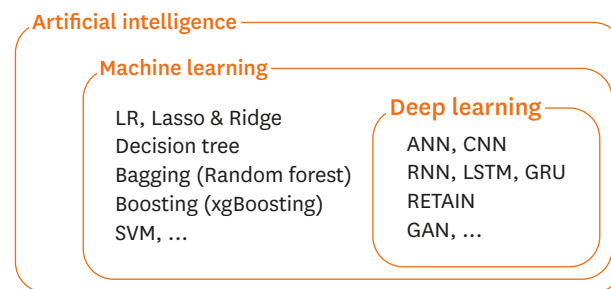 Artificial intelligence
Machine learning
LR, Lasso & Ridge
Decision tree
Bagging (Random forest)
Boosting (xgBoosting)
SVM, …
Deep learning
ANN, CNN
RNN, LSTM, GRU
RETAIN
GAN, …